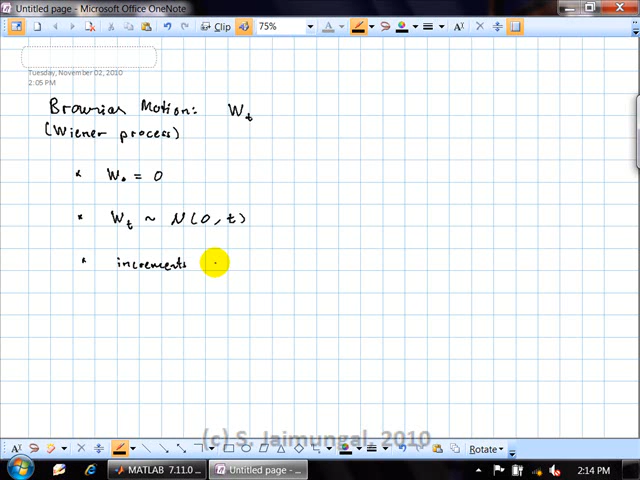 Untitled page - Microsoft Office OneNote
Clip
75%
A
Tuesday, November 02, 2010
2:05 PM
Brownian Motion: Wt
(Wiener process)
* W0 = 0
* Wt ~ N(0, t)
* increments
(c) S. Jaimungal, 2010
Rotate
MATLAB 7.11.0 ...
Untitled page - ...
2:14 PM